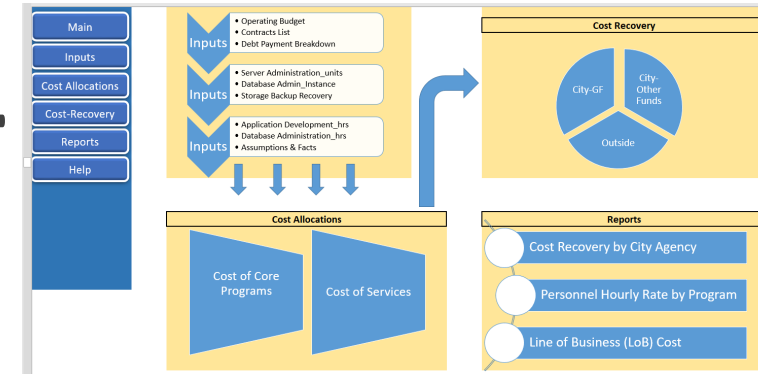 Main
Inputs
Cost Allocations
Cost-Recovery
Reports
Help
Inputs
• Operating Budget
• Contracts List
• Debt Payment Breakdown
Inputs
• Server Administration_units
• Database Admin_Instance
• Storage Backup Recovery
Inputs
• Application Development_hrs
• Database Administration_hrs
• Assumptions & Facts
Cost Recovery
City-GF
City-
Other
Funds
Outside
Cost Allocations
Cost of Core
Programs
Cost of Services
Reports
Cost Recovery by City Agency
Personnel Hourly Rate by Program
Line of Business (LoB) Cost